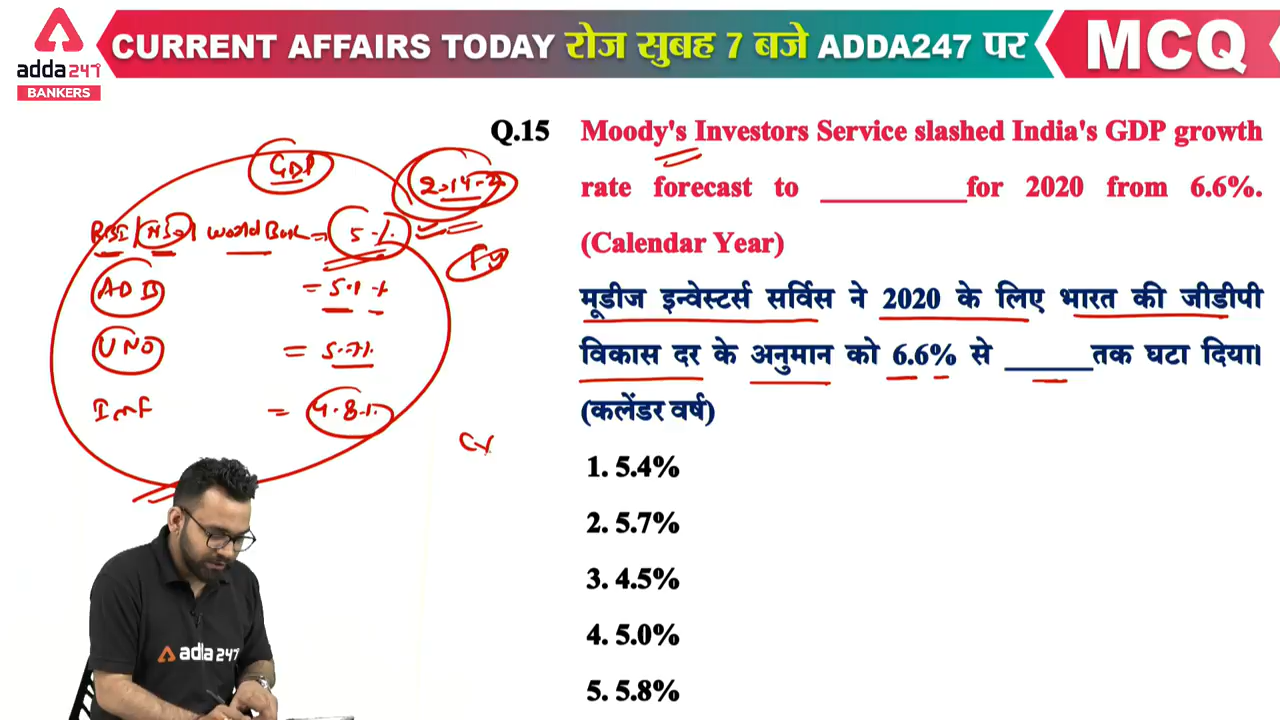 CURRENT AFFAIRS TODAY रोज सुबह 7 बजे ADDA247 पर
MCQ
adda247
BANKERS
Q.15 Moody's Investors Service slashed India's GDP growth
rate forecast to __________ for 2020 from 6.6%.
(Calendar Year)
मूडीज इन्वेस्टर्स सर्विस ने 2020 के लिए भारत की जीडीपी
विकास दर के अनुमान को 6.6% से ______ तक घटा दिया।
(कलेंडर वर्ष)
1. 5.4%
2. 5.7%
3. 4.5%
4. 5.0%
5. 5.8%
GDP
RBI / NSO World Bank = 5%
ADB = 5.1%
UNO = 5.7%
IMF = 4.8%
FY
CY
adda247